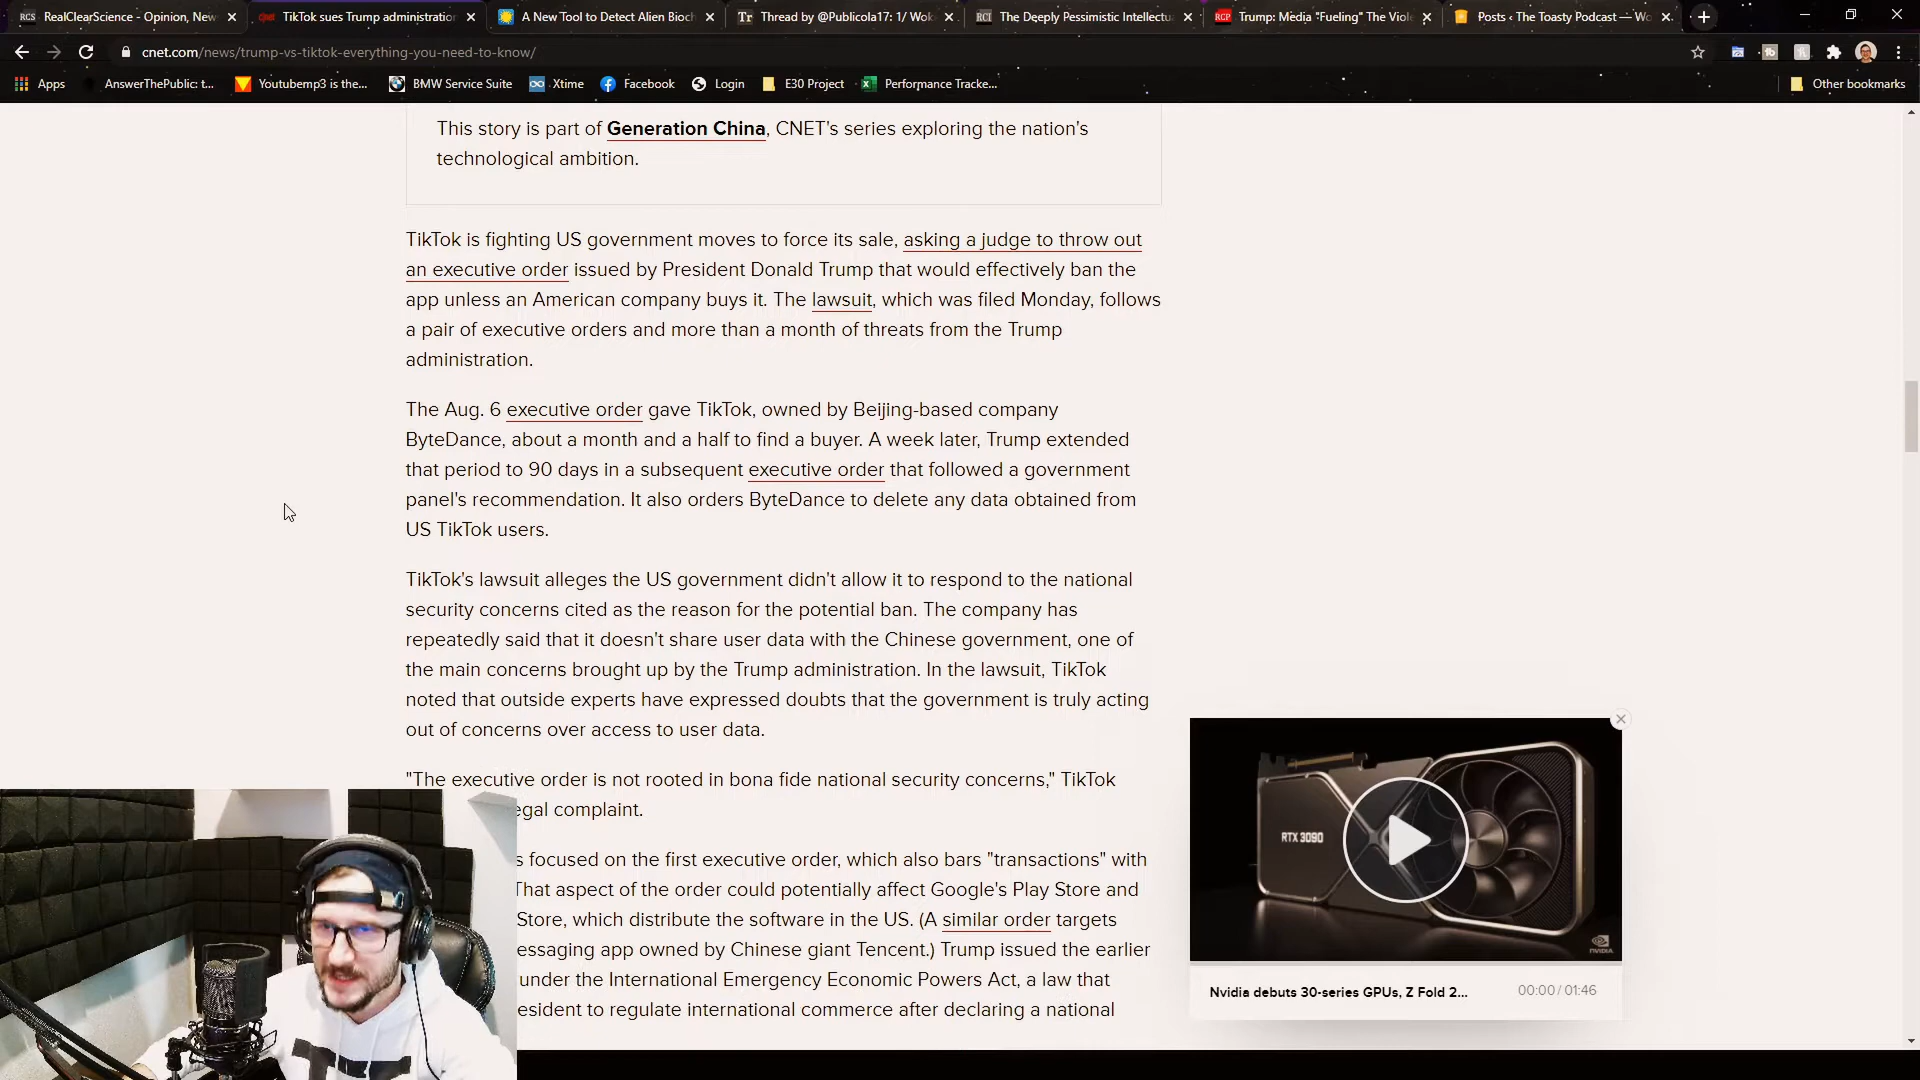 RealClearScience - Opinion, New
TikTok sues Trump administration
A New Tool to Detect Alien Bioch
Thread by @Publicola17: 1/ Wok
The Deeply Pessimistic Intellectu
Trump: Media "Fueling" The Viol
Posts ‹ The Toasty Podcast — Wo
cnet.com/news/trump-vs-tiktok-everything-you-need-to-know/
Apps
AnswerThePublic: t...
Youtubemp3 is the...
BMW Service Suite
Xtime
Facebook
Login
E30 Project
Performance Tracke...
Other bookmarks
This story is part of Generation China, CNET's series exploring the nation's
technological ambition.
TikTok is fighting US government moves to force its sale, asking a judge to throw out
an executive order issued by President Donald Trump that would effectively ban the
app unless an American company buys it. The lawsuit, which was filed Monday, follows
a pair of executive orders and more than a month of threats from the Trump
administration.
The Aug. 6 executive order gave TikTok, owned by Beijing-based company
ByteDance, about a month and a half to find a buyer. A week later, Trump extended
that period to 90 days in a subsequent executive order that followed a government
panel's recommendation. It also orders ByteDance to delete any data obtained from
US TikTok users.
TikTok's lawsuit alleges the US government didn't allow it to respond to the national
security concerns cited as the reason for the potential ban. The company has
repeatedly said that it doesn't share user data with the Chinese government, one of
the main concerns brought up by the Trump administration. In the lawsuit, TikTok
noted that outside experts have expressed doubts that the government is truly acting
out of concerns over access to user data.
"The executive order is not rooted in bona fide national security concerns," TikTok
egal complaint.
s focused on the first executive order, which also bars "transactions" with
That aspect of the order could potentially affect Google's Play Store and
Store, which distribute the software in the US. (A similar order targets
essaging app owned by Chinese giant Tencent.) Trump issued the earlier
under the International Emergency Economic Powers Act, a law that
esident to regulate international commerce after declaring a national
RTX 3090
NVIDIA
Nvidia debuts 30-series GPUs, Z Fold 2...
00:00 / 01:46